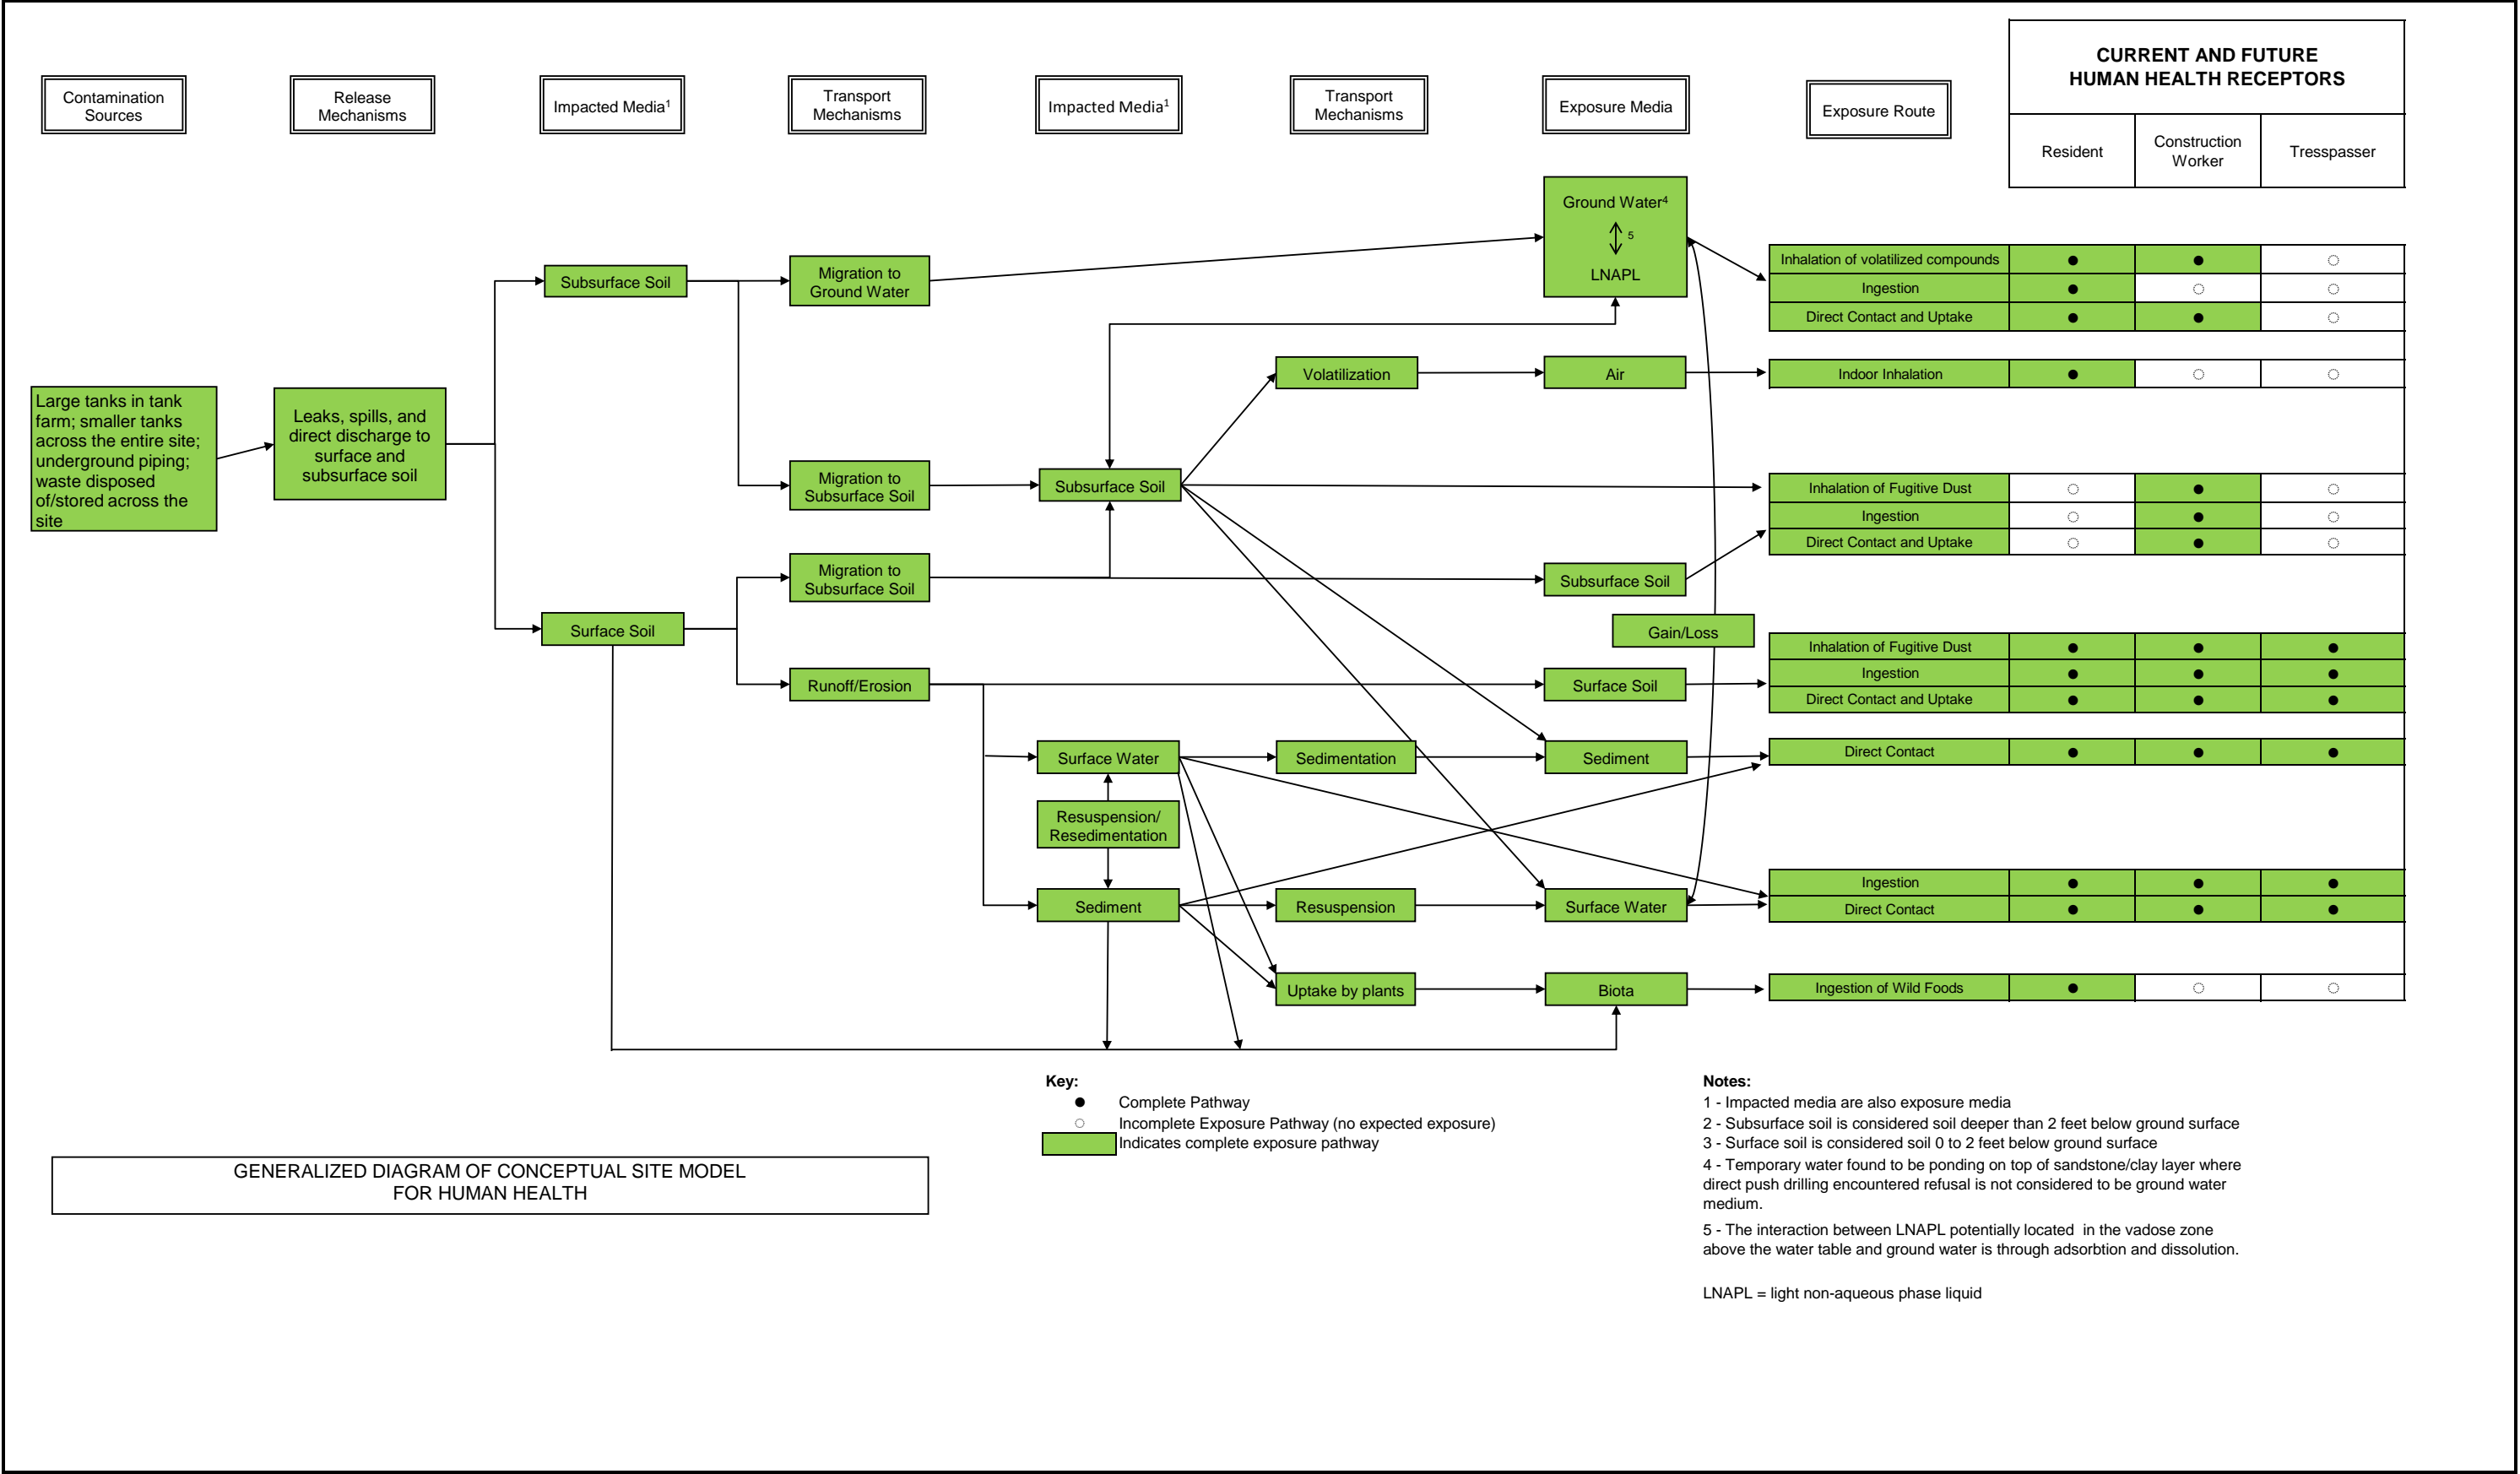 CURRENT AND FUTURE
HUMAN HEALTH RECEPTORS
Contamination
Sources
Release
Mechanisms
Impacted Media¹
Transport
Mechanisms
Impacted Media¹
Transport
Mechanisms
Exposure Media
Exposure Route
Resident
Construction
Worker
Tresspasser
Ground Water⁴
5
LNAPL
Subsurface Soil
Migration to
Ground Water
Inhalation of volatilized compounds
Ingestion
Direct Contact and Uptake
Volatilization
Air
Indoor Inhalation
Large tanks in tank
farm; smaller tanks
across the entire site;
underground piping;
waste disposed
of/stored across the
site
Leaks, spills, and
direct discharge to
surface and
subsurface soil
Migration to
Subsurface Soil
Subsurface Soil
Inhalation of Fugitive Dust
Ingestion
Direct Contact and Uptake
Migration to
Subsurface Soil
Subsurface Soil
Surface Soil
Gain/Loss
Inhalation of Fugitive Dust
Ingestion
Direct Contact and Uptake
Runoff/Erosion
Surface Soil
Surface Water
Sedimentation
Sediment
Direct Contact
Resuspension/
Resedimentation
Sediment
Resuspension
Surface Water
Ingestion
Direct Contact
Uptake by plants
Biota
Ingestion of Wild Foods
Key:
Complete Pathway
Incomplete Exposure Pathway (no expected exposure)
Indicates complete exposure pathway
Notes:
1 - Impacted media are also exposure media
2 - Subsurface soil is considered soil deeper than 2 feet below ground surface
3 - Surface soil is considered soil 0 to 2 feet below ground surface
4 - Temporary water found to be ponding on top of sandstone/clay layer where
direct push drilling encountered refusal is not considered to be ground water
medium.
5 - The interaction between LNAPL potentially located in the vadose zone
above the water table and ground water is through adsorbtion and dissolution.
LNAPL = light non-aqueous phase liquid
GENERALIZED DIAGRAM OF CONCEPTUAL SITE MODEL
FOR HUMAN HEALTH